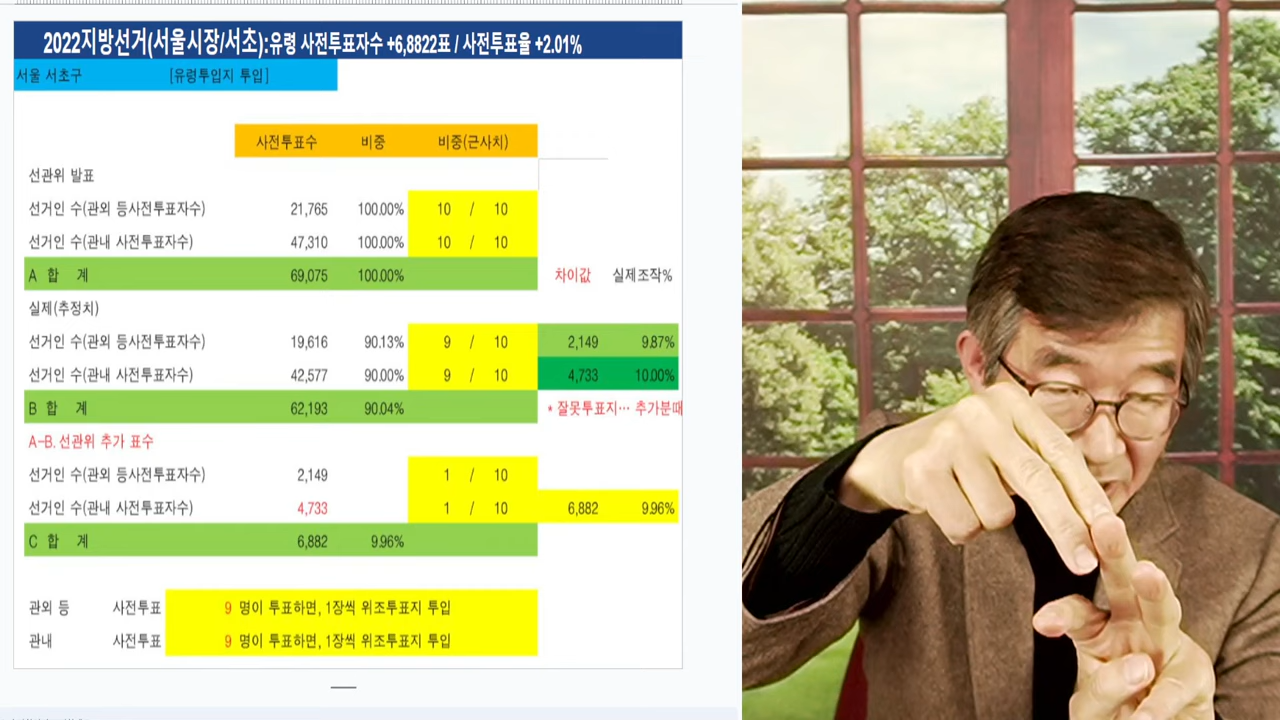 2022지방선거(서울시장/서초):유령 사전투표자수 +6,8822표 / 사전투표율 +2.01%
서울 서초구 [유령투입지 투입]
사전투표수 비중 비중(근사치)
선관위 발표
선거인 수(관외 등사전투표자수) 21,765 100.00% 10 / 10
선거인 수(관내 사전투표자수) 47,310 100.00% 10 / 10
A 합 계 69,075 100.00% 차이값 실제조작%
실제(추정치)
선거인 수(관외 등사전투표자수) 19,616 90.13% 9 / 10 2,149 9.87%
선거인 수(관내 사전투표자수) 42,577 90.00% 9 / 10 4,733 10.00%
B 합 계 62,193 90.04% * 잘못투표지… 추가분때
A-B. 선관위 추가 표수
선거인 수(관외 등사전투표자수) 2,149 1 / 10
선거인 수(관내 사전투표자수) 4,733 1 / 10 6,882 9.96%
C 합 계 6,882 9.96%
관외 등 사전투표 9 명이 투표하면, 1장씩 위조투표지 투입
관내 사전투표 9 명이 투표하면, 1장씩 위조투표지 투입